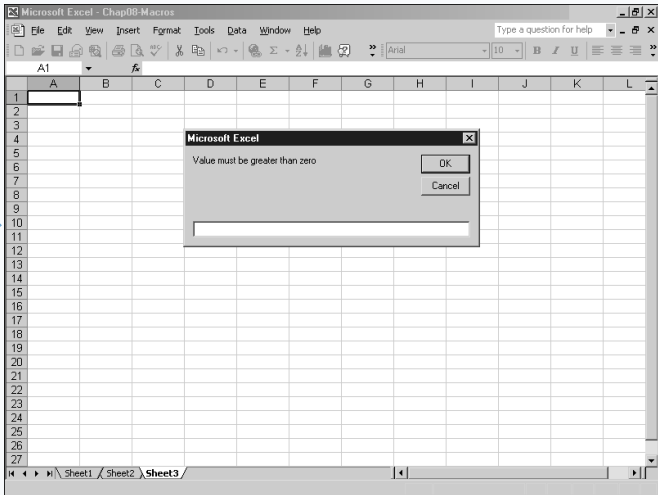 Microsoft Excel - Chap08-Macros
File Edit View Insert Format Tools Data Window Help
Type a question for help
Arial 10 B I U
A1 fx
A B C D E F G H I J K L
1
2
3
4
5
6
7
8
9
10
11
12
13
14
15
16
17
18
19
20
21
22
23
24
25
26
27
Microsoft Excel
Value must be greater than zero
OK
Cancel
Sheet1 Sheet2 Sheet3